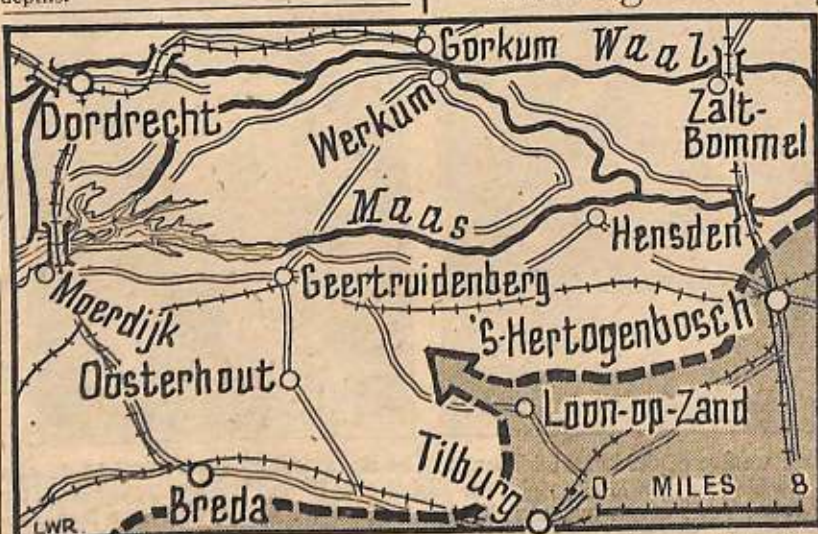 Gorkum
Waal
Dordrecht
Zalt-
Bommel
Werkum
Maas
Hensden
Moerdijk
Geertruidenberg
'S-Hertogenbosch
Oosterhout
Loon-op-Zand
Tilburg
0 MILES 8
Breda
LWR.